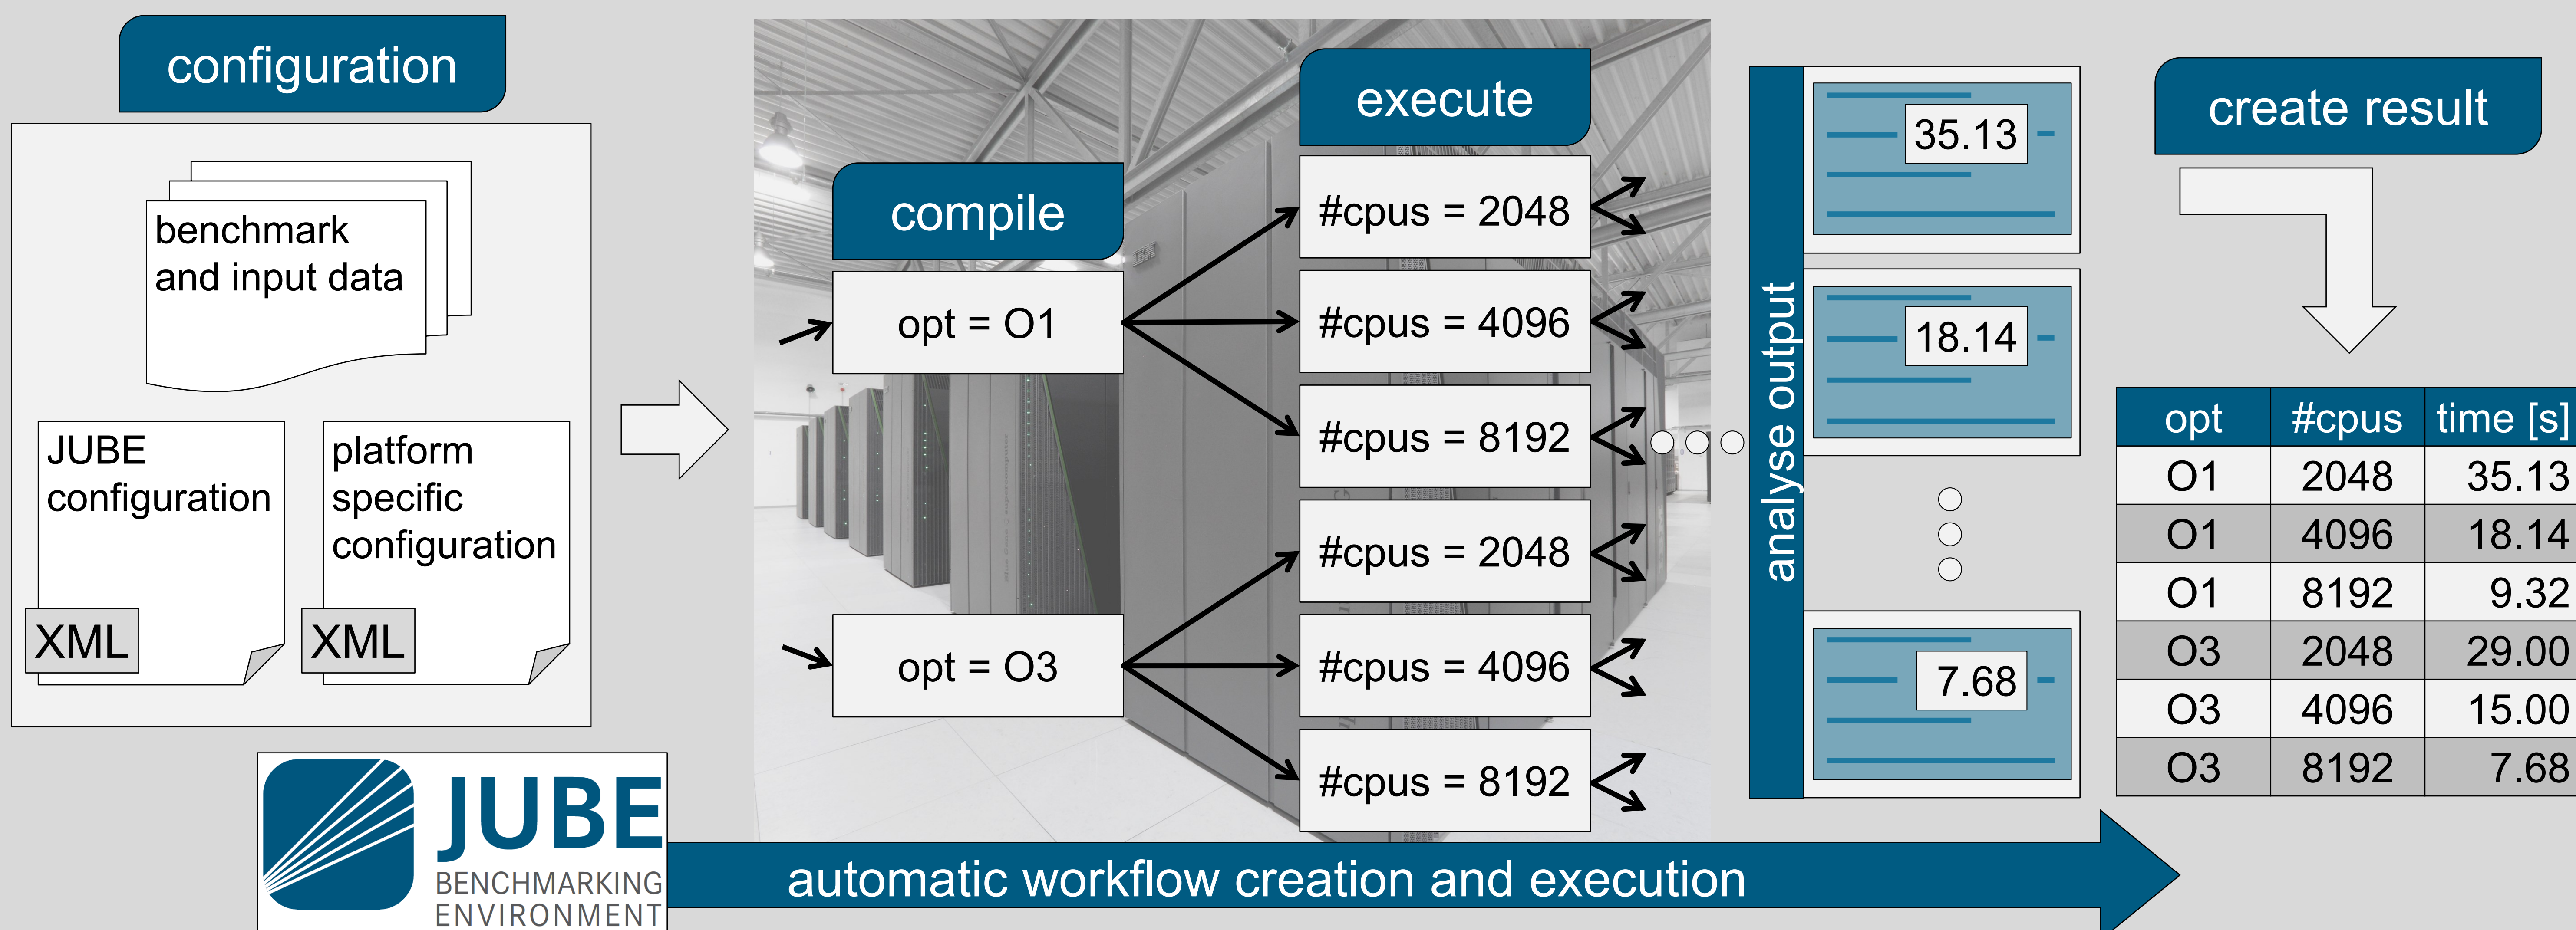 configuration
benchmark
and input data
JUBE
configuration
XML
platform
specific
configuration
XML
compile
opt = O1
opt = O3
execute
#cpus = 2048
#cpus = 4096
#cpus = 8192
#cpus = 2048
#cpus = 4096
#cpus = 8192
IBM
analyse output
35.13
18.14
7.68
create result
opt #cpus time [s]
O1 2048 35.13
O1 4096 18.14
O1 8192 9.32
O3 2048 29.00
O3 4096 15.00
O3 8192 7.68
JUBE
BENCHMARKING
ENVIRONMENT
automatic workflow creation and execution